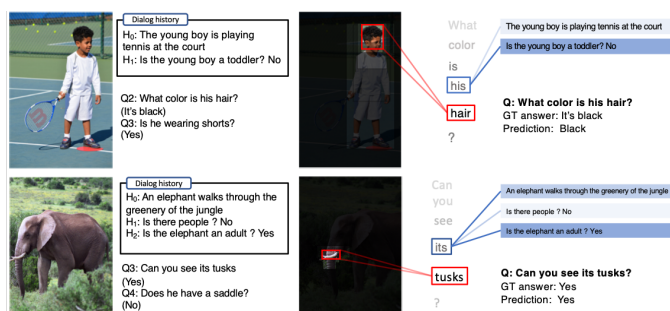 Dialog history
H0: The young boy is playing
tennis at the court
H1: Is the young boy a toddler? No
Q2: What color is his hair?
(It's black)
Q3: Is he wearing shorts?
(Yes)
What
color
is
his
hair
?
The young boy is playing tennis at the court
Is the young boy a toddler? No
Q: What color is his hair?
GT answer: It's black
Prediction: Black
Dialog history
H0: An elephant walks through the
greenery of the jungle
H1: Is there people ? No
H2: Is the elephant an adult ? Yes
Q3: Can you see its tusks
(Yes)
Q4: Does he have a saddle?
(No)
Can
you
see
its
tusks
?
An elephant walks through the greenery of the jungle
Is there people ? No
Is the elephant an adult ? Yes
Q: Can you see its tusks?
GT answer: Yes
Prediction: Yes